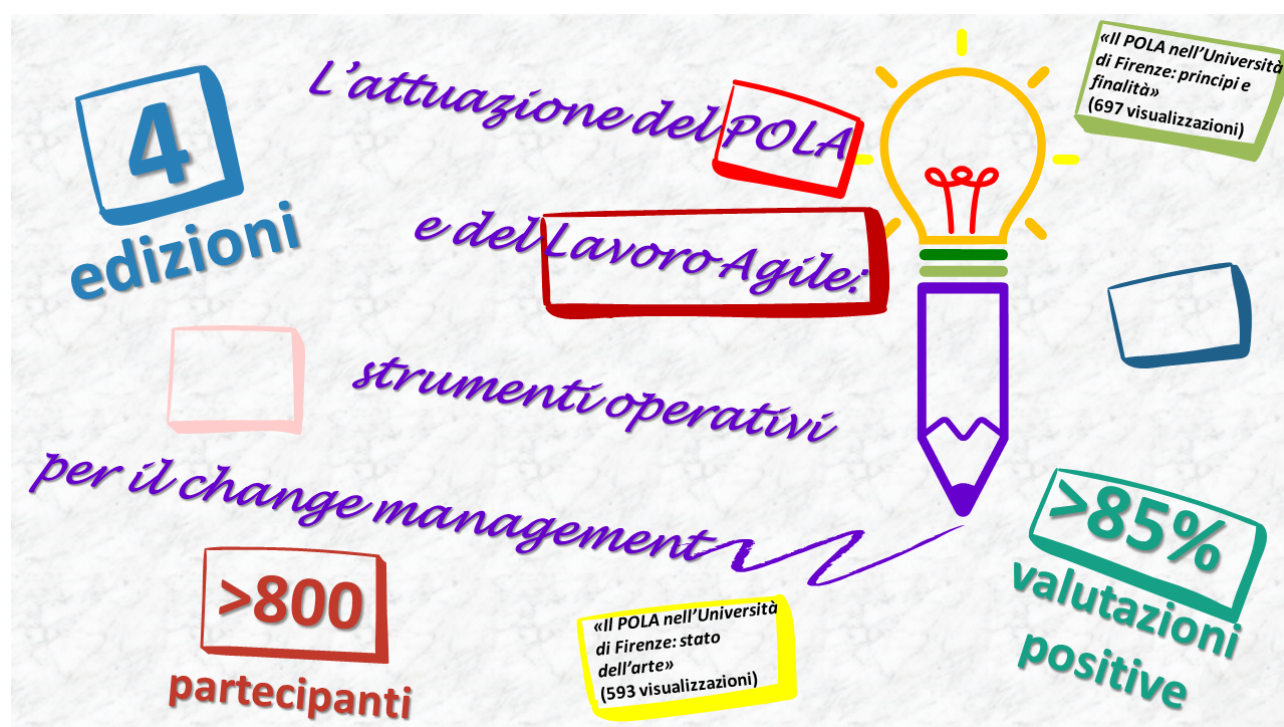 4
edizioni
L'attuazione del POLA
e del Lavoro Agile:
strumenti operativi
per il change management
«Il POLA nell'Università
di Firenze: principi e
finalità»
(697 visualizzazioni)
>800
partecipanti
«Il POLA nell'Università
di Firenze: stato
dell'arte»
(593 visualizzazioni)
>85%
valutazioni
positive